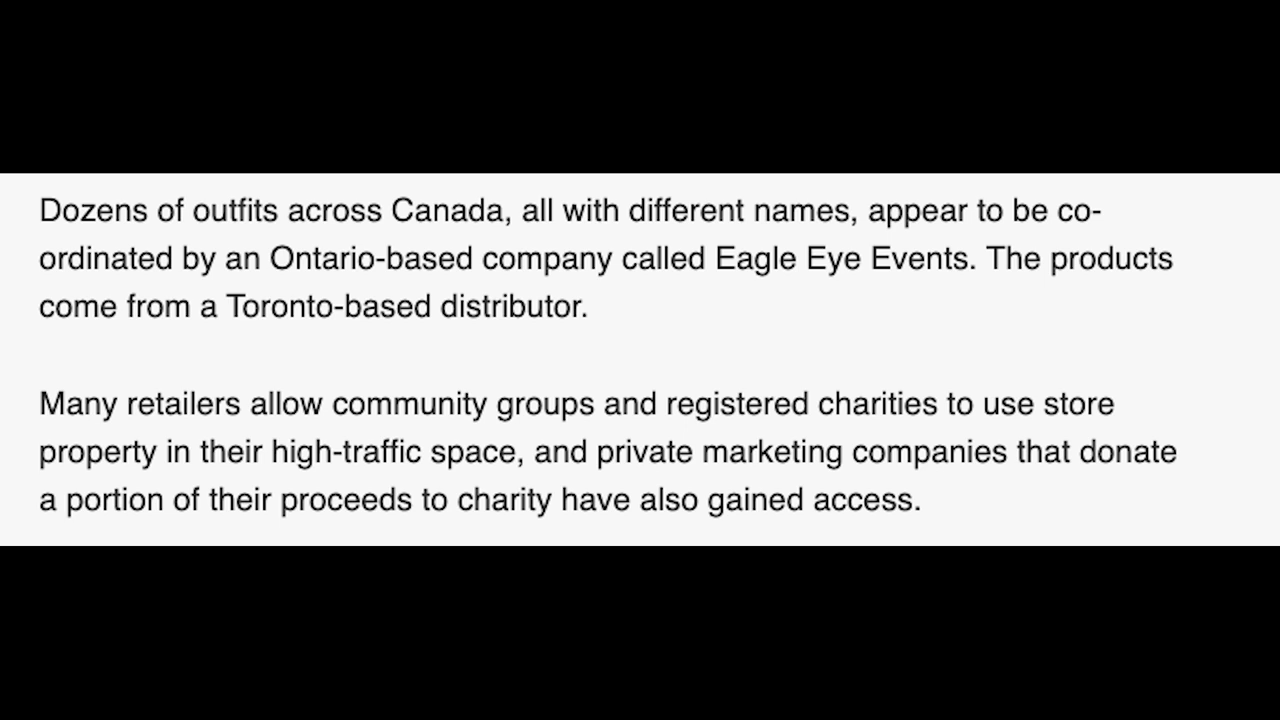 Dozens of outfits across Canada, all with different names, appear to be co-
ordinated by an Ontario-based company called Eagle Eye Events. The products
come from a Toronto-based distributor.
Many retailers allow community groups and registered charities to use store
property in their high-traffic space, and private marketing companies that donate
a portion of their proceeds to charity have also gained access.